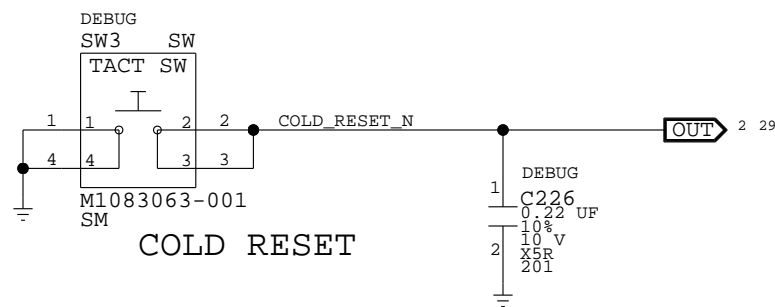 DEBUG
SW3 SW
TACT SW
1 1 2 2 COLD_RESET_N OUT 2 29
4 4 3 3
M1083063-001
SM
COLD RESET
DEBUG
1 C226
0.22 UF
10%
10 V
2 X5R
201